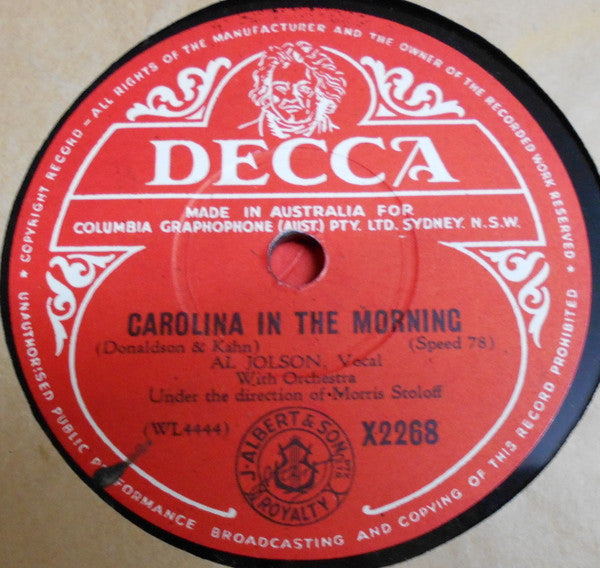 ★ COPYRIGHT RECORD – ALL RIGHTS OF THE MANUFACTURER AND THE OWNER OF THE RECORDED WORK RESERVED ★
DECCA
MADE IN AUSTRALIA FOR
COLUMBIA GRAPHOPHONE (AUST) PTY. LTD. SYDNEY. N.S.W.
CAROLINA IN THE MORNING
(Donaldson & Kahn) (Speed 78)
AL JOLSON, Vocal
With Orchestra
Under the direction of Morris Stoloff
(WL4444) X2268
J. ALBERT & SON
ROYALTY
UNAUTHORISED PUBLIC PERFORMANCE BROADCASTING AND COPYING OF THIS RECORD PROHIBITED